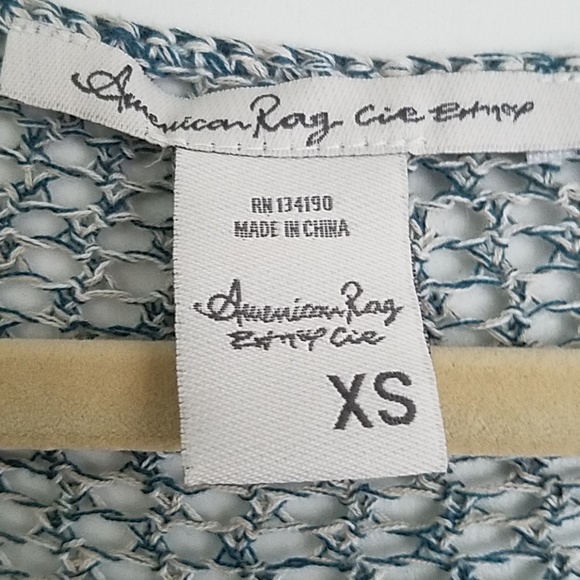 American Rag Cie
RN 134190
MADE IN CHINA
American Rag
Cie
XS